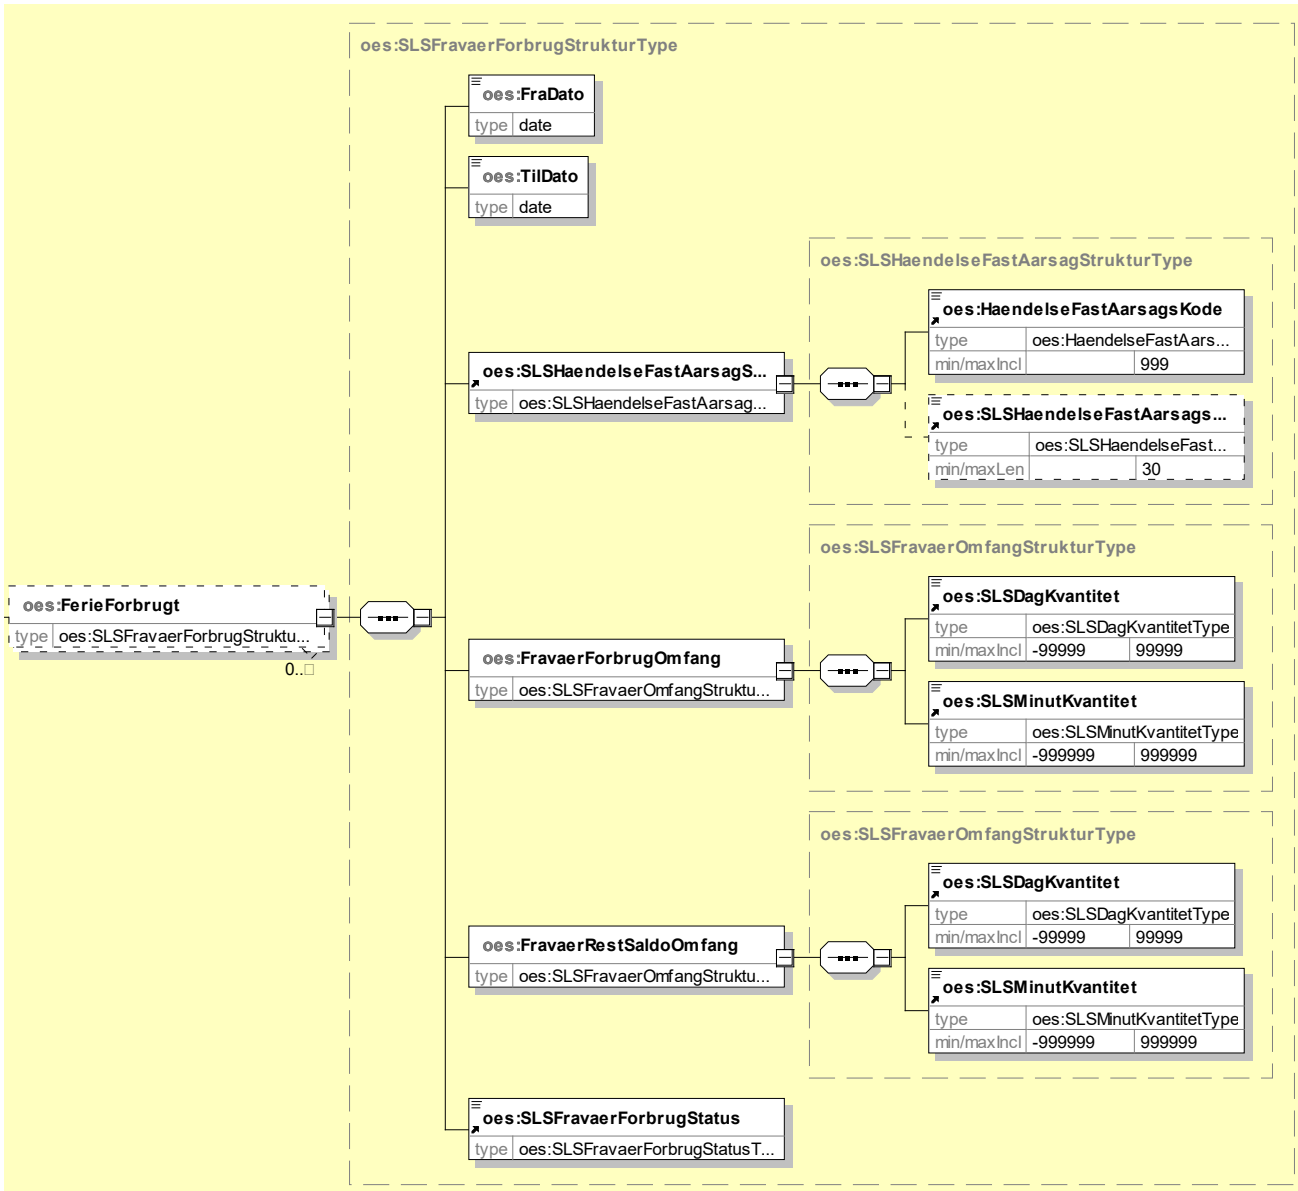 oes:SLSFravaerForbrugStrukturType
oes:FraDato
type date
oes:TilDato
type date
oes:SLSHaendelseFastAarsagStrukturType
oes:HaendelseFastAarsagsKode
type oes:HaendelseFastAars...
min/maxIncl 999
oes:SLSHaendelseFastAarsagS...
type oes:SLSHaendelseFastAarsag...
oes:SLSHaendelseFastAarsags...
type oes:SLSHaendelseFast...
min/maxLen 30
oes:SLSFravaerOmfangStrukturType
oes:SLSDagKvantitet
type oes:SLSDagKvantitetType
min/maxIncl -99999 99999
oes:FerieForbrugt
type oes:SLSFravaerForbrugStruktu...
0..
oes:FravaerForbrugOmfang
type oes:SLSFravaerOmfangStruktu...
oes:SLSMinutKvantitet
type oes:SLSMinutKvantitetType
min/maxIncl -999999 999999
oes:SLSFravaerOmfangStrukturType
oes:SLSDagKvantitet
type oes:SLSDagKvantitetType
min/maxIncl -99999 99999
oes:FravaerRestSaldoOmfang
type oes:SLSFravaerOmfangStruktu...
oes:SLSMinutKvantitet
type oes:SLSMinutKvantitetType
min/maxIncl -999999 999999
oes:SLSFravaerForbrugStatus
type oes:SLSFravaerForbrugStatusT...